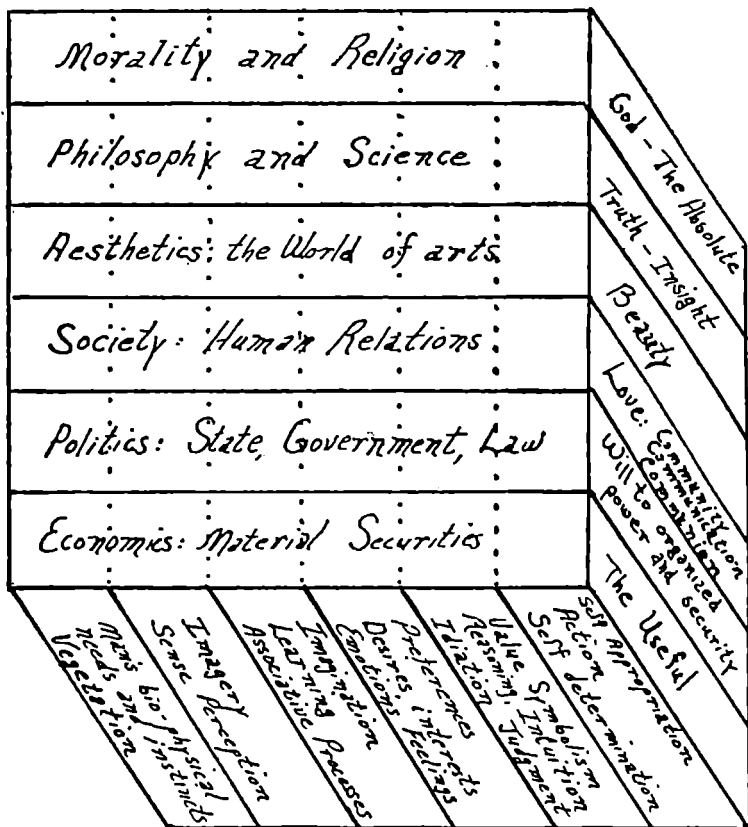 Morality and Religion
Philosophy and Science
Aesthetics: the World of arts
Society: Human Relations
Politics: State, Government, Law
Economics: Material Securities
God - The Absolute
Truth - Insight
Beauty
Love: Community
Communication
Communion
Will to organized
power and security
The Useful
Man's bio-physical
needs and instincts
Vegetation
Imagery
Sense Perception
Imagination
Learning
Associative Processes
Preferences
Desires, interests
Emotions Feelings
Value Symbolism
Reasoning, Intuition
Idiation, Judgment
Self Appropriation
Action
Self determination